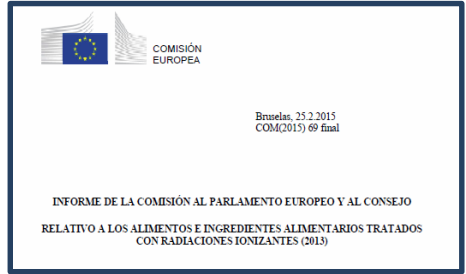 COMISIÓN
EUROPEA
Bruselas, 25.2.2015
COM(2015) 69 final
INFORME DE LA COMISIÓN AL PARLAMENTO EUROPEO Y AL CONSEJO
RELATIVO A LOS ALIMENTOS E INGREDIENTES ALIMENTARIOS TRATADOS
CON RADIACIONES IONIZANTES (2013)